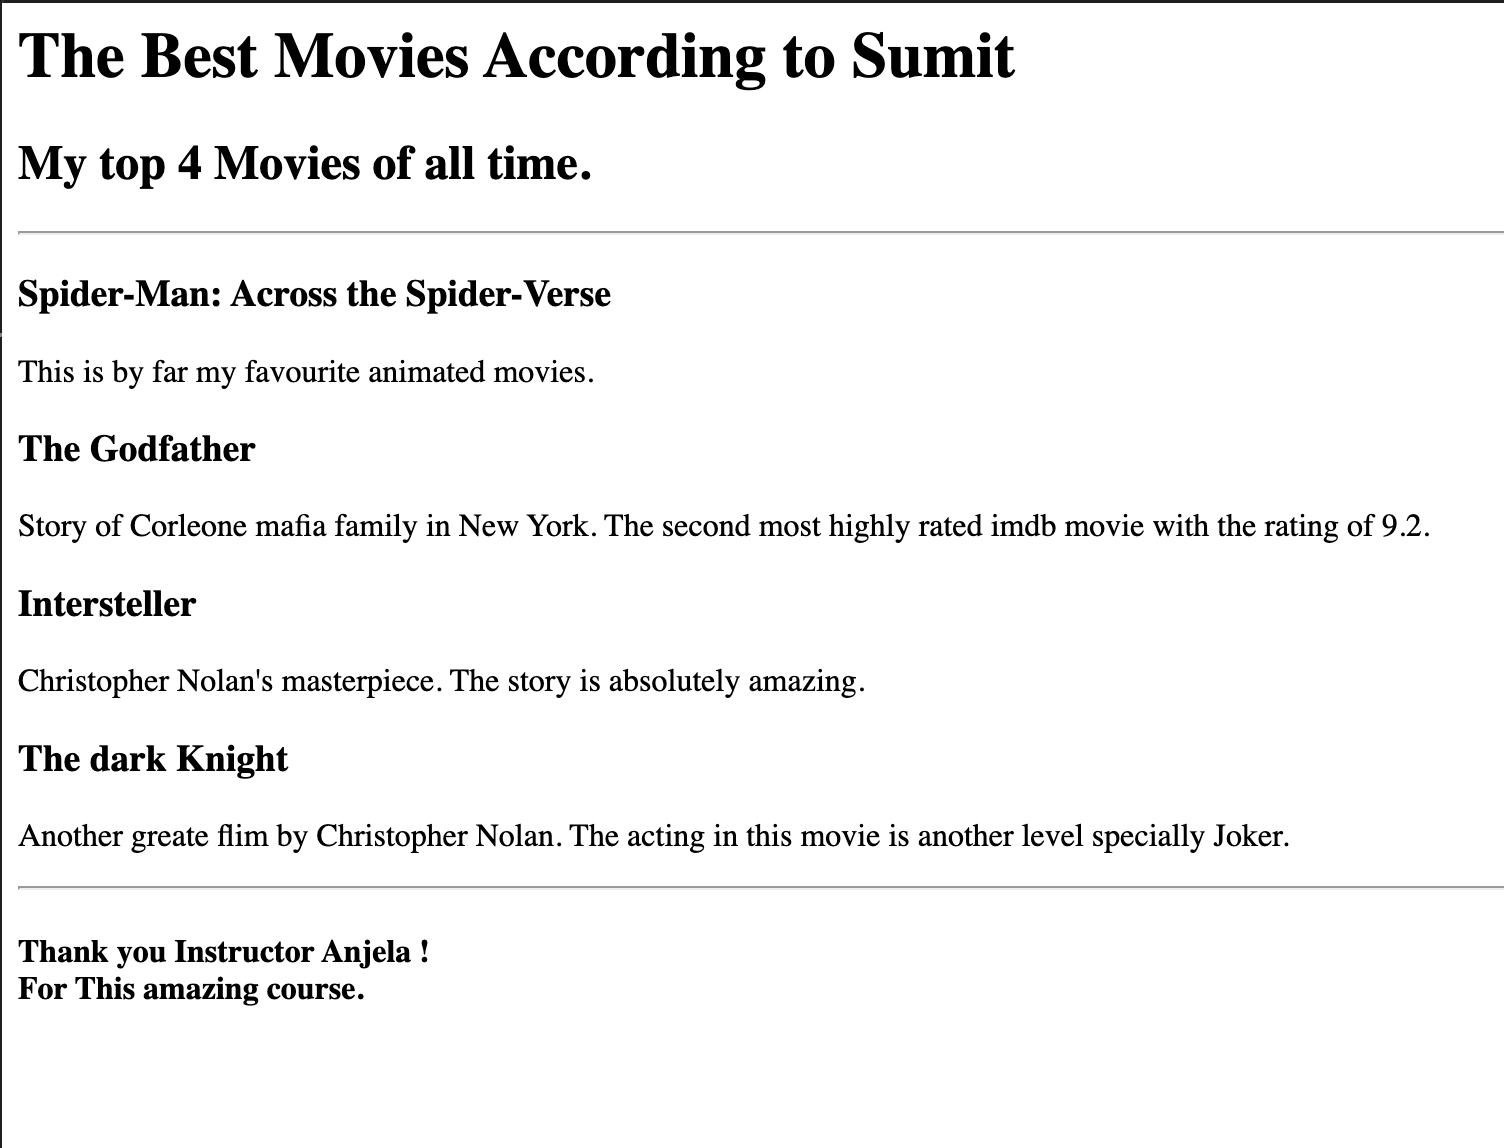 The Best Movies According to Sumit
My top 4 Movies of all time.
Spider-Man: Across the Spider-Verse
This is by far my favourite animated movies.
The Godfather
Story of Corleone mafia family in New York. The second most highly rated imdb movie with the rating of 9.2.
Intersteller
Christopher Nolan's masterpiece. The story is absolutely amazing.
The dark Knight
Another greate flim by Christopher Nolan. The acting in this movie is another level specially Joker.
Thank you Instructor Anjela !
For This amazing course.